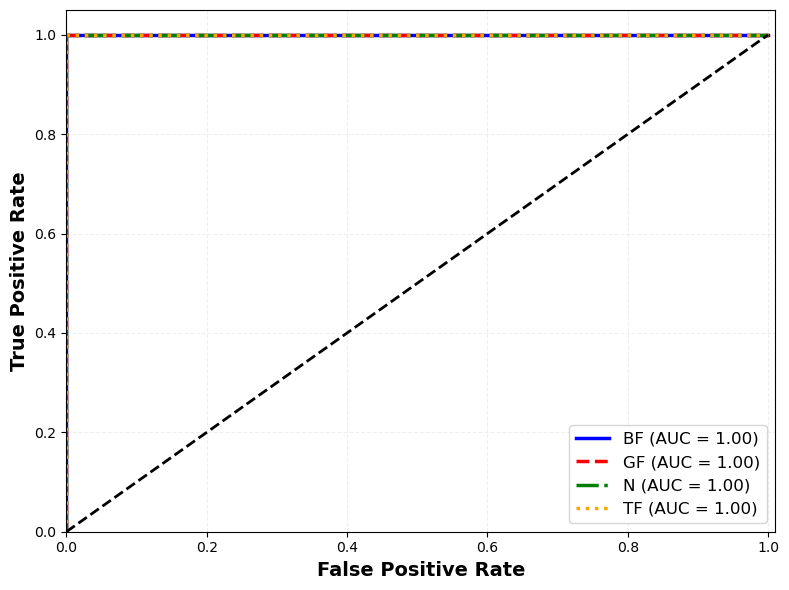 True Positive Rate
1.0
0.8
0.6
0.4
0.2
0.0
0.0 0.2 0.4 0.6 0.8 1.0
False Positive Rate
BF (AUC = 1.00)
GF (AUC = 1.00)
N (AUC = 1.00)
TF (AUC = 1.00)